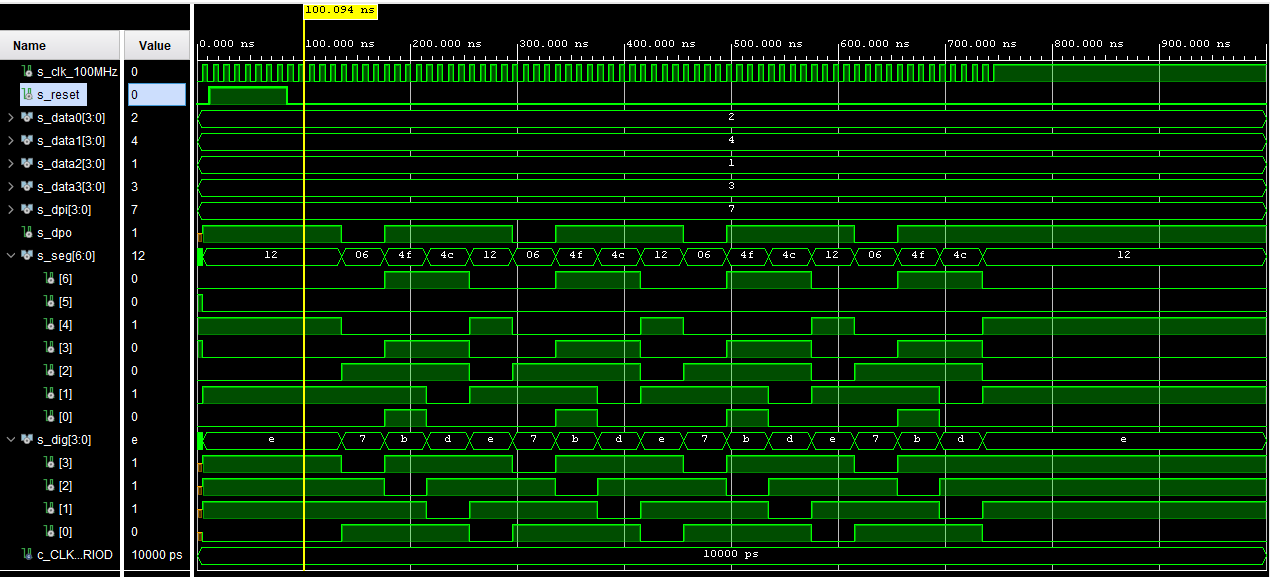 100.094 ns
Name Value 0.000 ns 100.000 ns 200.000 ns 300.000 ns 400.000 ns 500.000 ns 600.000 ns 700.000 ns 800.000 ns 900.000 ns
s_clk_100MHz 0
s_reset 0
s_data0[3:0] 2 2
s_data1[3:0] 4 4
s_data2[3:0] 1 1
s_data3[3:0] 3 3
s_dpi[3:0] 7 7
s_dpo 1
s_seg[6:0] 12 12 06 4f 4c 12 06 4f 4c 12 06 4f 4c 12 06 4f 4c 12
[6] 0
[5] 0
[4] 1
[3] 0
[2] 0
[1] 1
[0] 0
s_dig[3:0] e e 7 b d e 7 b d e 7 b d e 7 b d e
[3] 1
[2] 1
[1] 1
[0] 0
c_CLK...RIOD 10000 ps 10000 ps